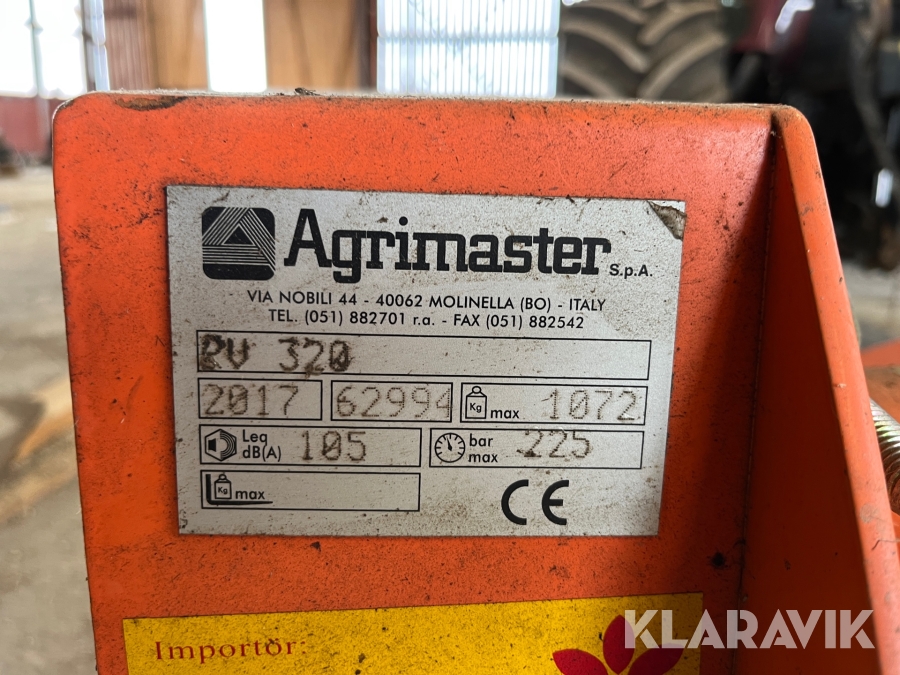 Agrimaster S.p.A.
VIA NOBILI 44 - 40062 MOLINELLA (BO) - ITALY
TEL. (051) 882701 r.a. - FAX (051) 882542
RV 320
2017 62994 Kg max 1072
Leq dB(A) 105 bar max 225
Kg max CE
Importör:
KLARAVIK